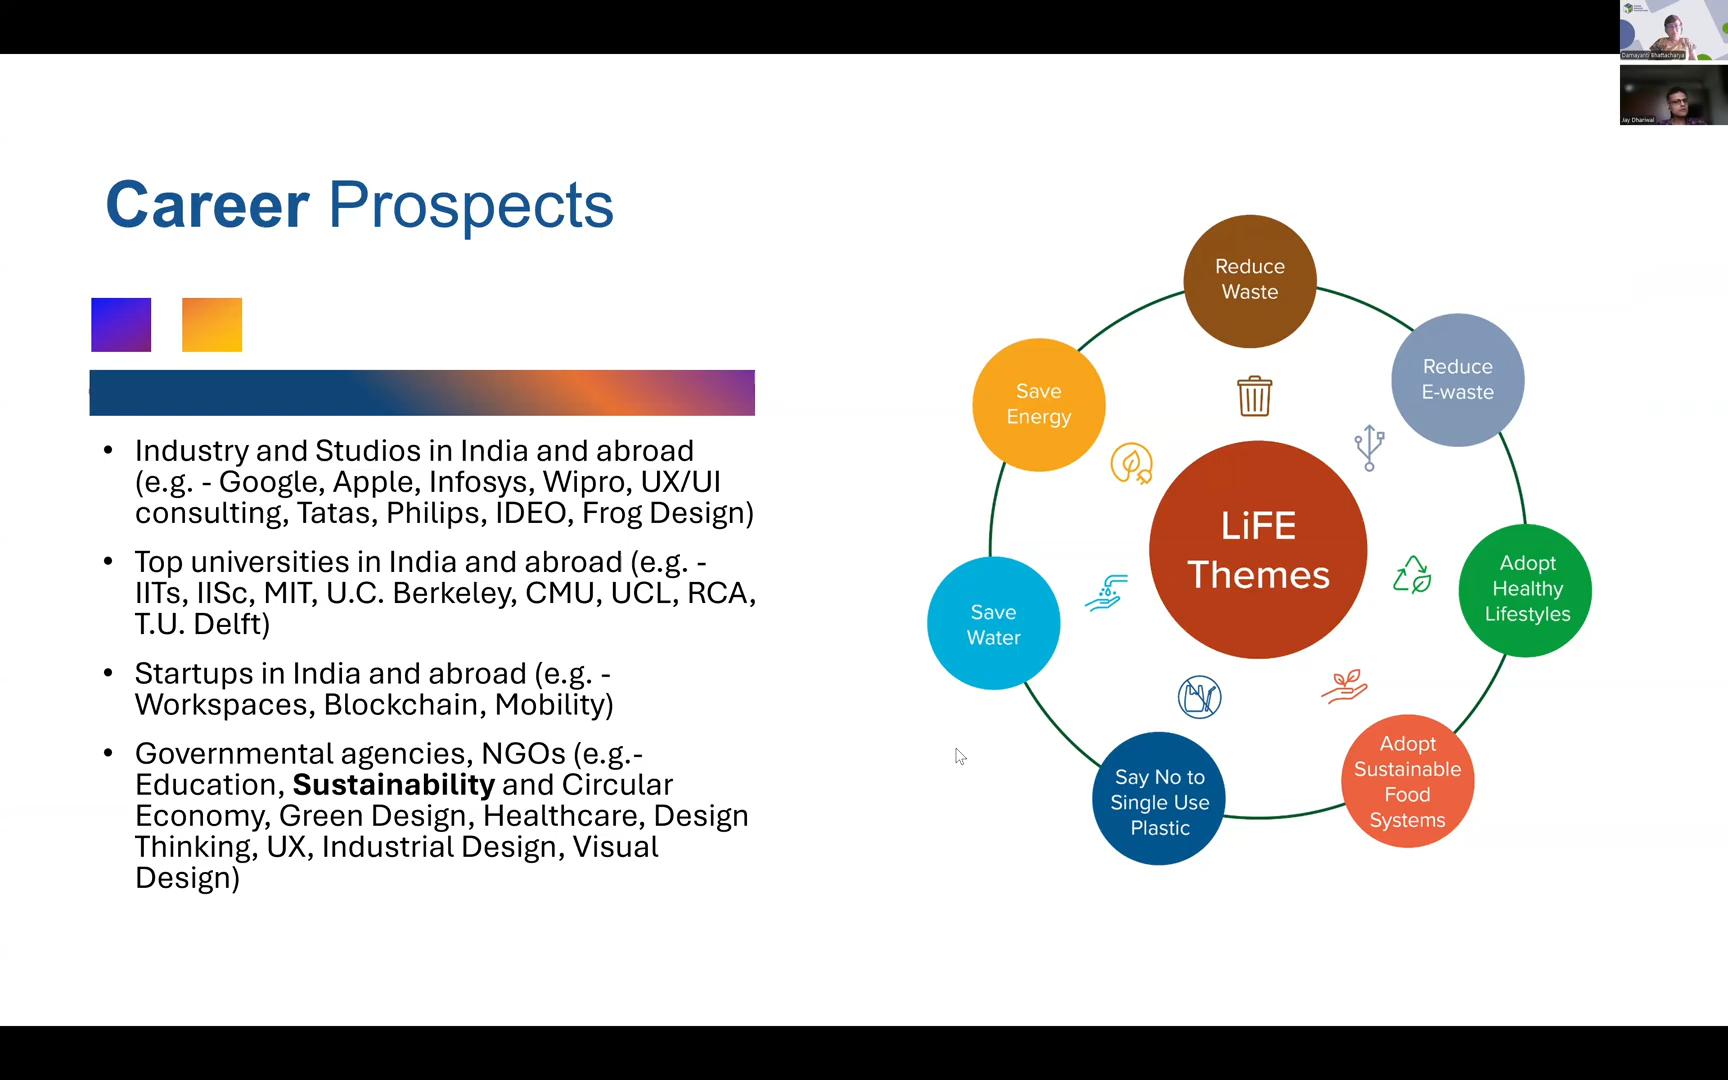 Damayanti Bhattacharya
Jay Dhariwal
Career Prospects
• Industry and Studios in India and abroad
(e.g. - Google, Apple, Infosys, Wipro, UX/UI
consulting, Tatas, Philips, IDEO, Frog Design)
• Top universities in India and abroad (e.g. -
IITs, IISc, MIT, U.C. Berkeley, CMU, UCL, RCA,
T.U. Delft)
• Startups in India and abroad (e.g. -
Workspaces, Blockchain, Mobility)
• Governmental agencies, NGOs (e.g.-
Education, Sustainability and Circular
Economy, Green Design, Healthcare, Design
Thinking, UX, Industrial Design, Visual
Design)
Reduce
Waste
Reduce
E-waste
Adopt
Healthy
Lifestyles
Adopt
Sustainable
Food
Systems
Say No to
Single Use
Plastic
Save
Water
Save
Energy
LiFE
Themes